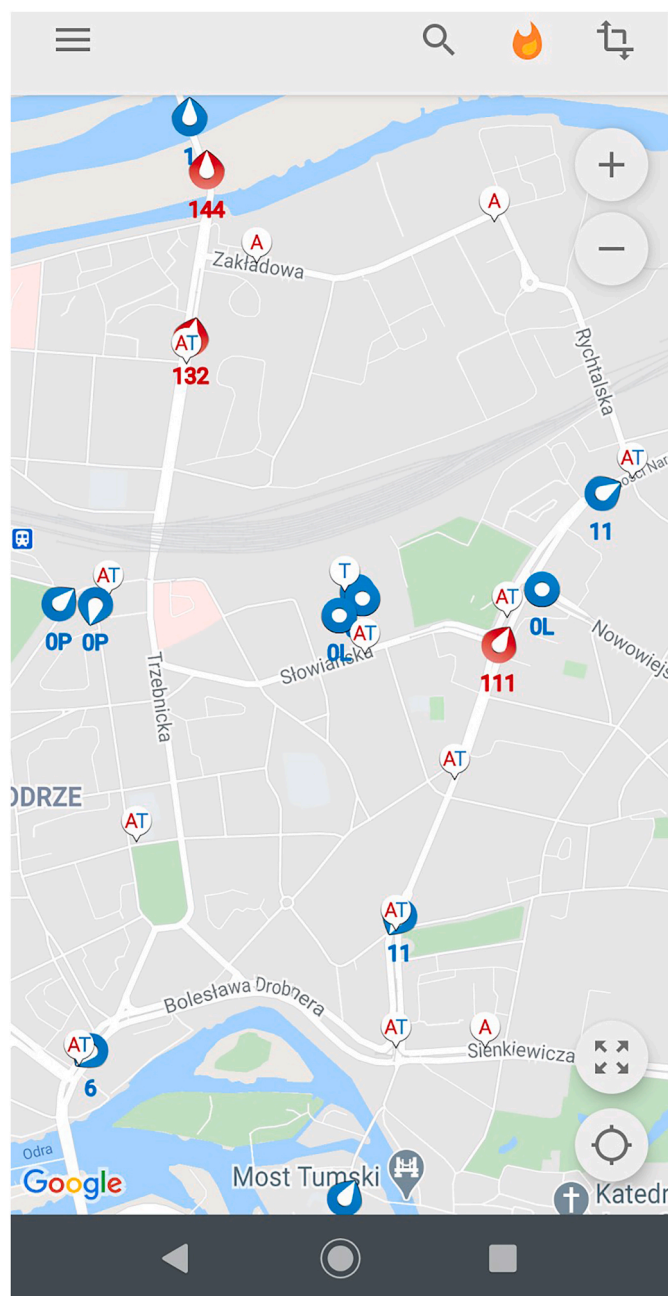 1
144
A
A
Zakładowa
AT
132
Rychtalska
AT
11
AT
0P
0P
T
AT
0L
Słowiańska
AT
0L
Nowowiejs
111
Trzebnicka
AT
ODRZE
AT
AT
11
Bolesława Drobnera
AT
A
Sienkiewicza
AT
6
Odra
Google
Most Tumski
Katedr